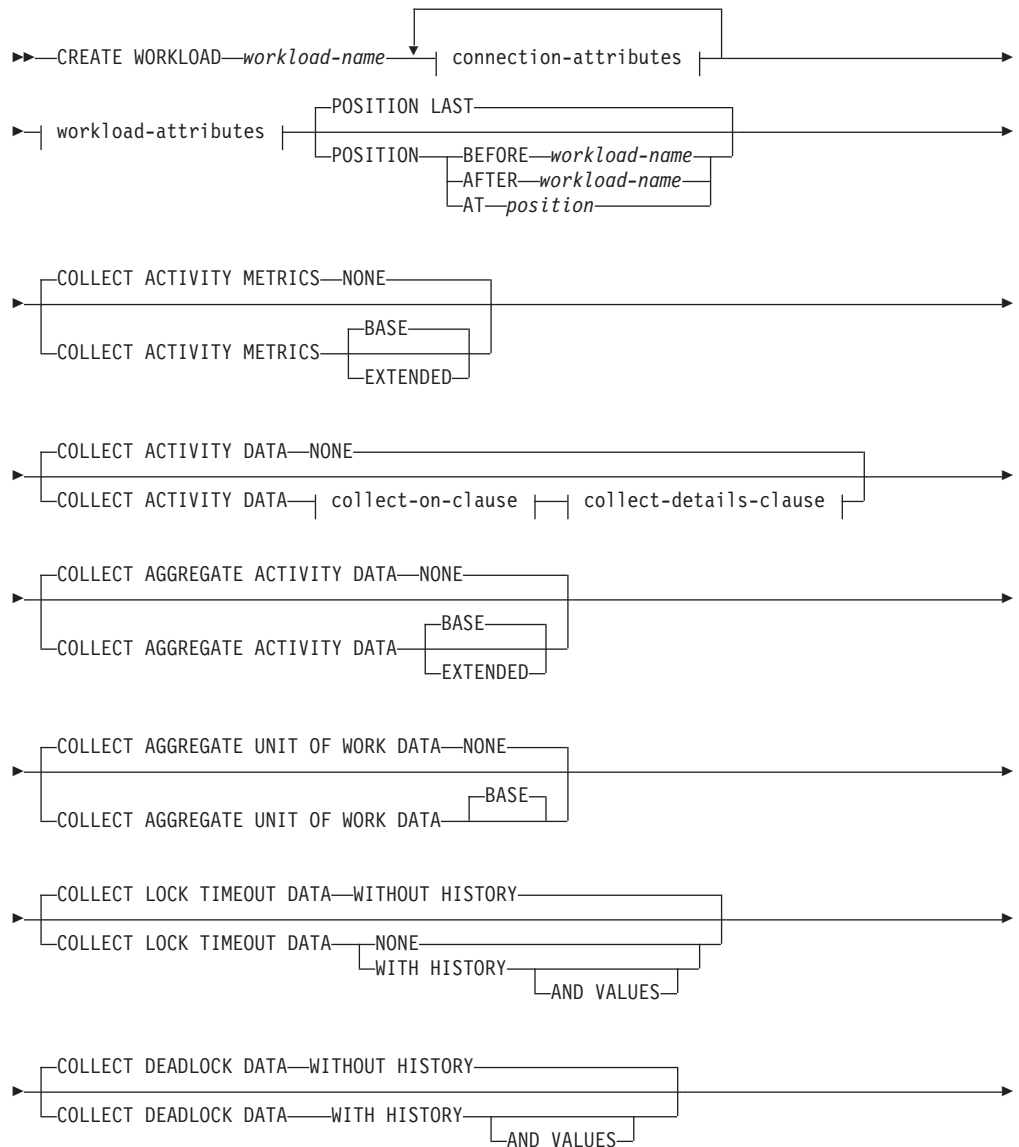 CREATE WORKLOAD workload-name connection-attributes
workload-attributes
POSITION LAST
POSITION BEFORE workload-name
AFTER workload-name
AT position
COLLECT ACTIVITY METRICS NONE
COLLECT ACTIVITY METRICS
BASE
EXTENDED
COLLECT ACTIVITY DATA NONE
COLLECT ACTIVITY DATA collect-on-clause collect-details-clause
COLLECT AGGREGATE ACTIVITY DATA NONE
COLLECT AGGREGATE ACTIVITY DATA
BASE
EXTENDED
COLLECT AGGREGATE UNIT OF WORK DATA NONE
COLLECT AGGREGATE UNIT OF WORK DATA
BASE
COLLECT LOCK TIMEOUT DATA WITHOUT HISTORY
COLLECT LOCK TIMEOUT DATA NONE
WITH HISTORY
AND VALUES
COLLECT DEADLOCK DATA WITHOUT HISTORY
COLLECT DEADLOCK DATA WITH HISTORY
AND VALUES